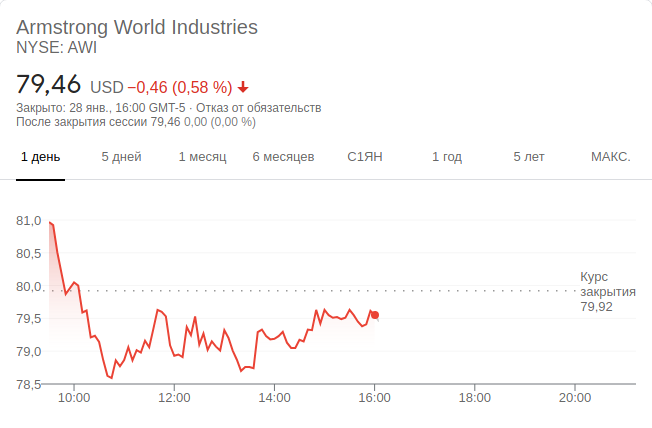 Armstrong World Industries
NYSE: AWI
79,46 USD −0,46 (0,58 %)
Закрыто: 28 янв., 16:00 GMT-5 · Отказ от обязательств
После закрытия сессии 79,46 0,00 (0,00 %)
1 день 5 дней 1 месяц 6 месяцев С1ЯН 1 год 5 лет МАКС.
81,0
80,5
80,0
79,5
79,0
78,5
Курс
закрытия
79,92
10:00 12:00 14:00 16:00 18:00 20:00